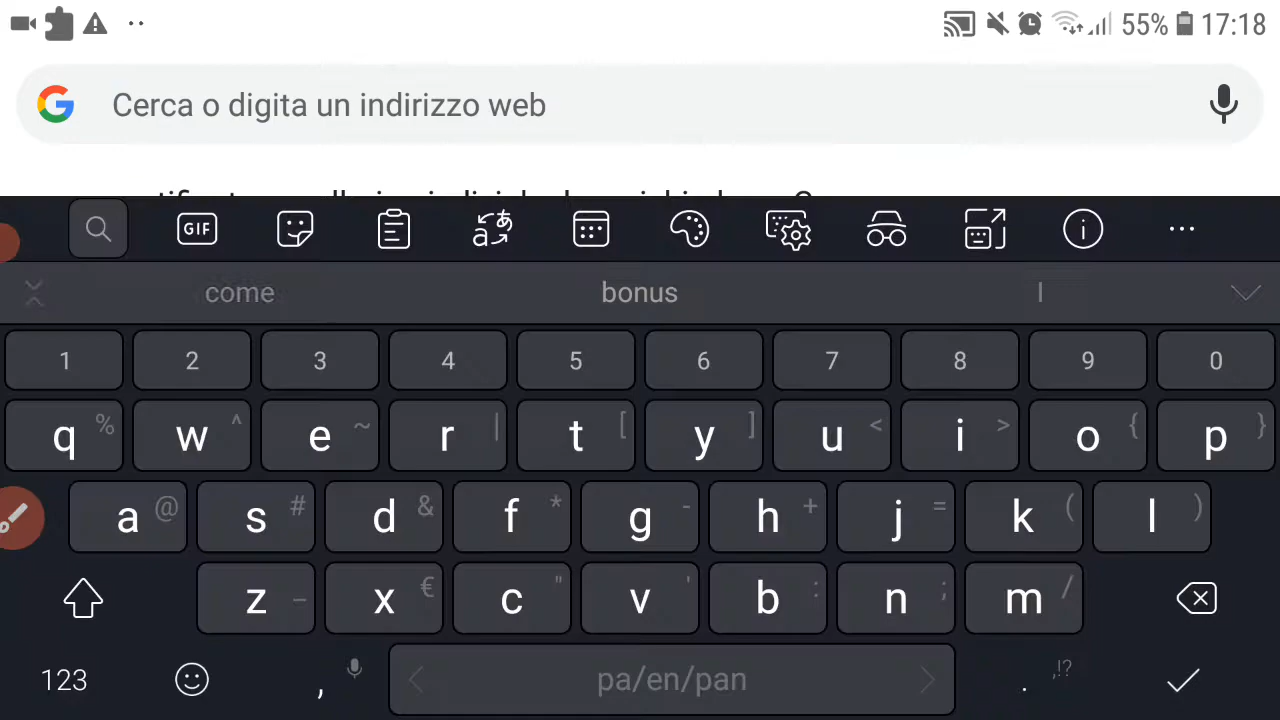 55% 17:18
Cerca o digita un indirizzo web
GIF
come bonus I
1 2 3 4 5 6 7 8 9 0
q % w ^ e ~ r | t [ y ] u < i > o { p }
a @ s # d & f * g - h + j = k ( l )
z _ x € c " v ' b : n ; m /
123 , pa/en/pan . ,!?